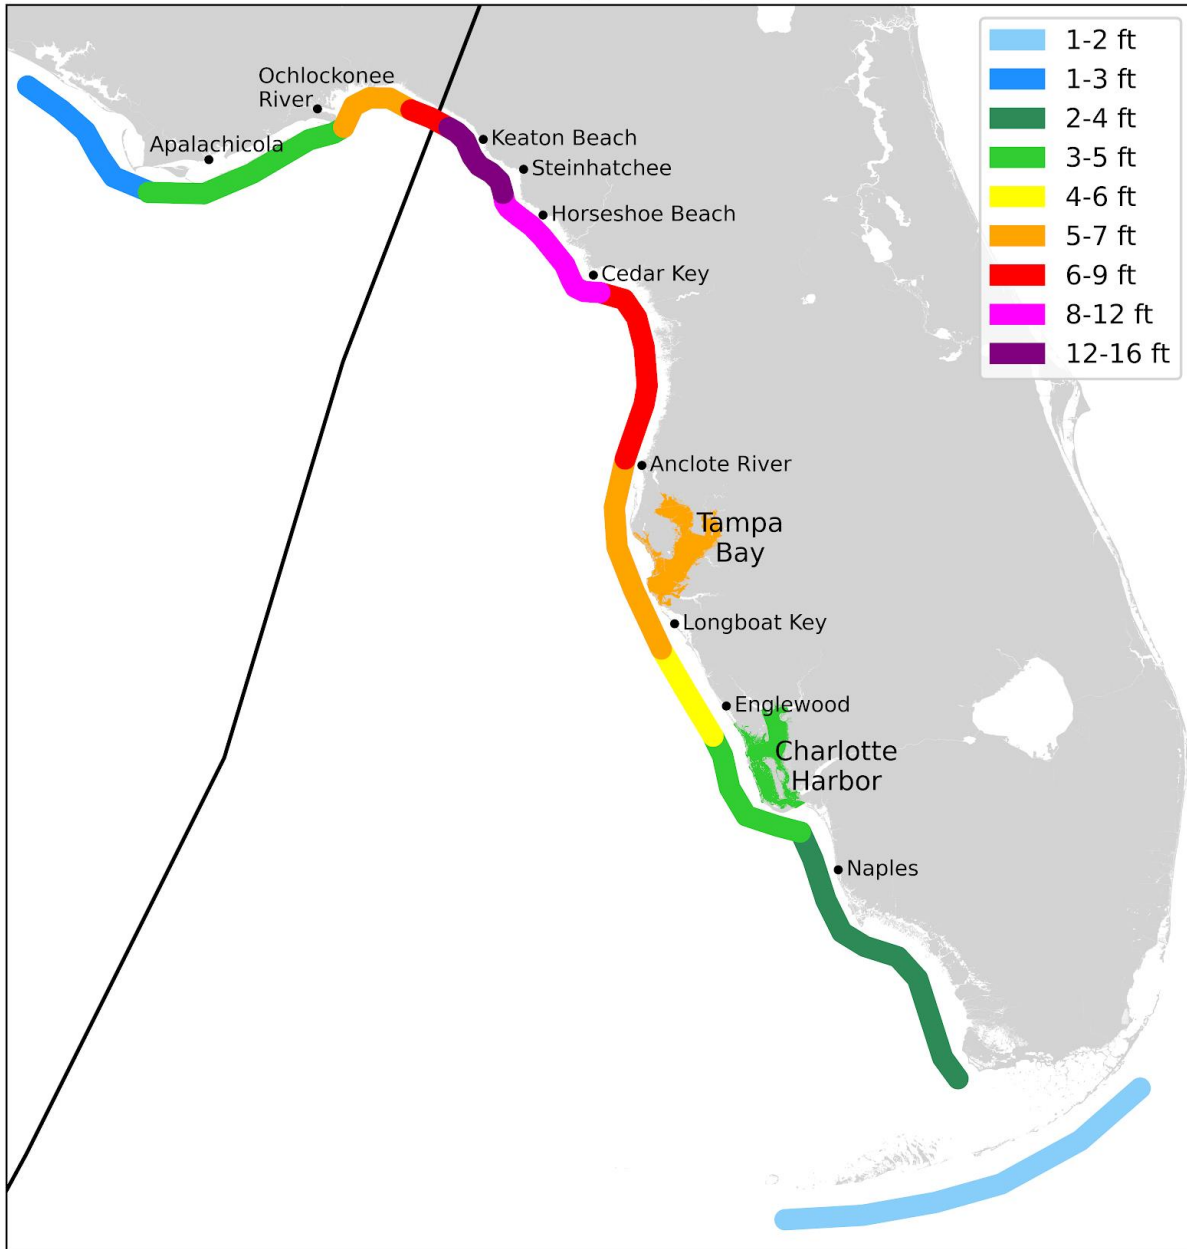 1-2 ft
1-3 ft
2-4 ft
3-5 ft
4-6 ft
5-7 ft
6-9 ft
8-12 ft
12-16 ft
Ochlockonee
River
Apalachicola
Keaton Beach
Steinhatchee
Horseshoe Beach
Cedar Key
Anclote River
Tampa
Bay
Longboat Key
Englewood
Charlotte
Harbor
Naples